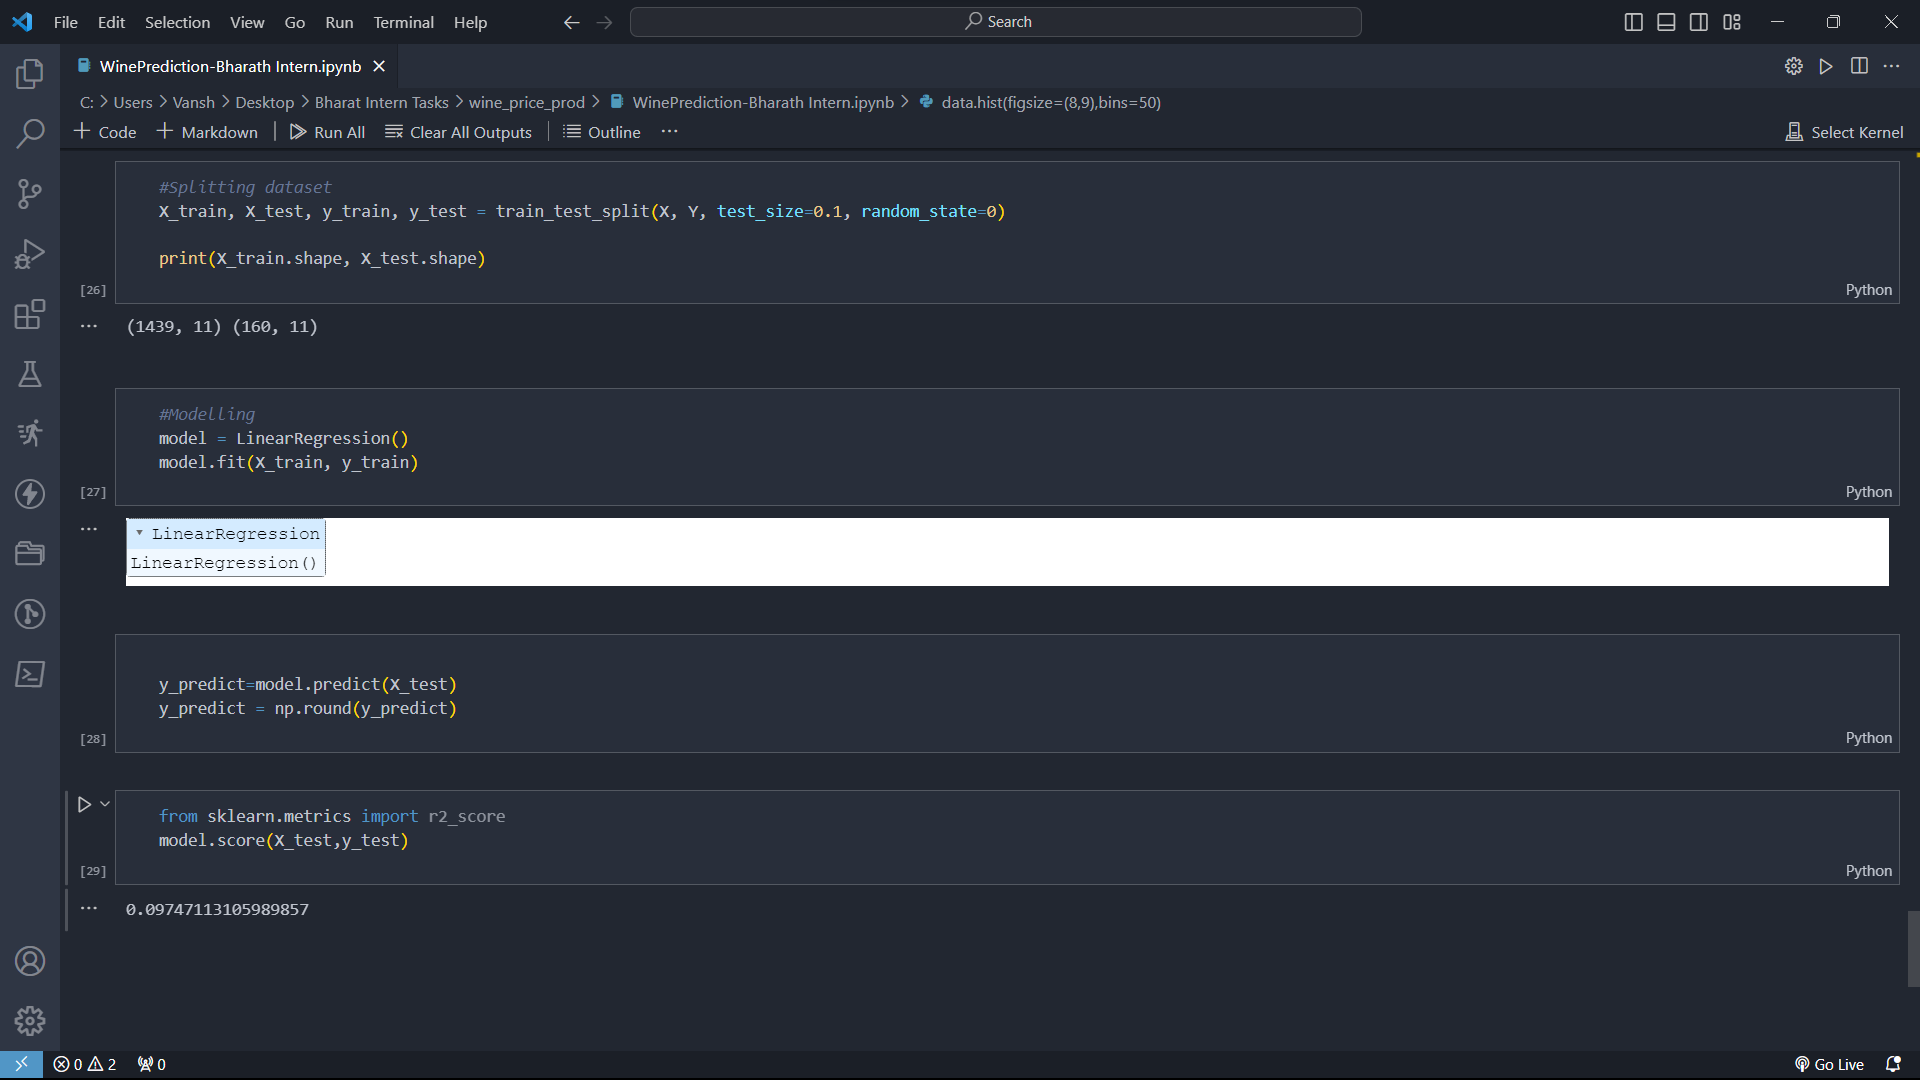 File Edit Selection View Go Run Terminal Help
Search
WinePrediction-Bharath Intern.ipynb
C: > Users > Vansh > Desktop > Bharat Intern Tasks > wine_price_prod > WinePrediction-Bharath Intern.ipynb > data.hist(figsize=(8,9),bins=50)
+ Code + Markdown | Run All Clear All Outputs | Outline ... Select Kernel
#Splitting dataset
X_train, X_test, y_train, y_test = train_test_split(X, Y, test_size=0.1, random_state=0)
print(X_train.shape, X_test.shape)
[26] Python
... (1439, 11) (160, 11)
#Modelling
model = LinearRegression()
model.fit(X_train, y_train)
[27] Python
... ▾ LinearRegression
LinearRegression()
y_predict=model.predict(X_test)
y_predict = np.round(y_predict)
[28] Python
from sklearn.metrics import r2_score
model.score(X_test,y_test)
[29] Python
... 0.09747113105989857
0 2 0 Go Live